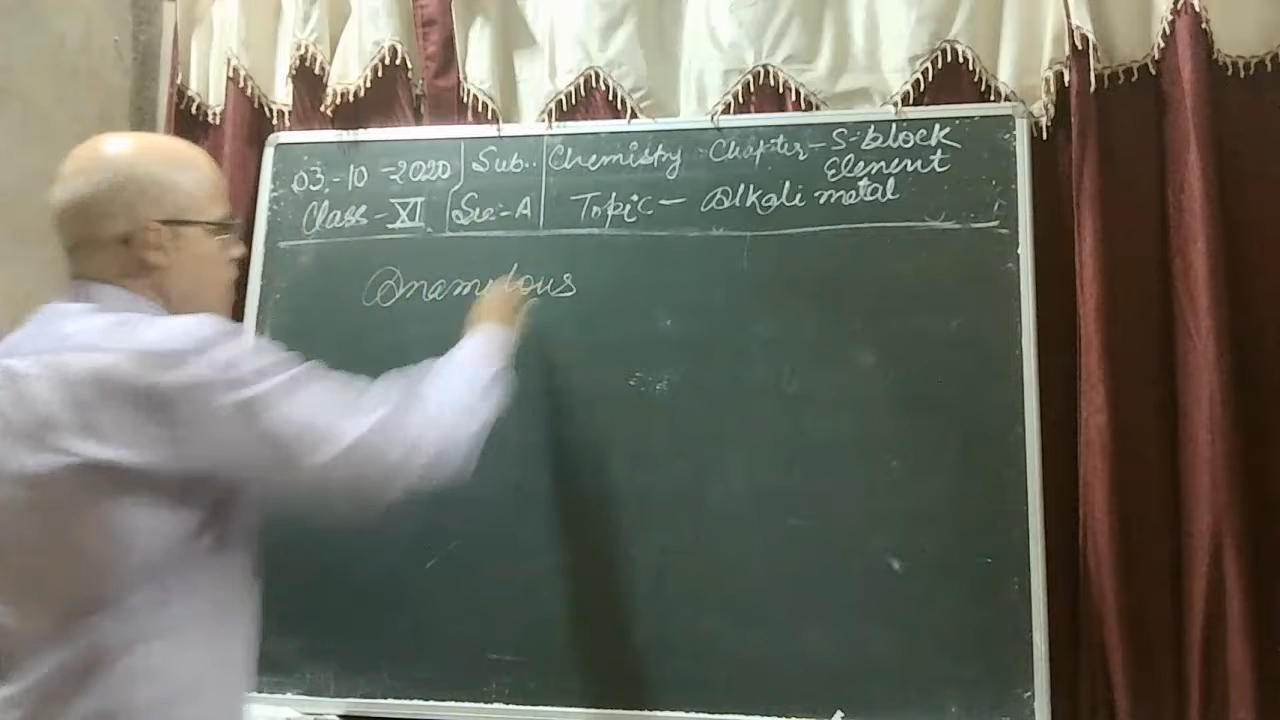 03.-10-2020 Sub.. Chemistry Chapter-S-block
Element
Class-XI Sec-A Topic- Alkali metal
Anamolous